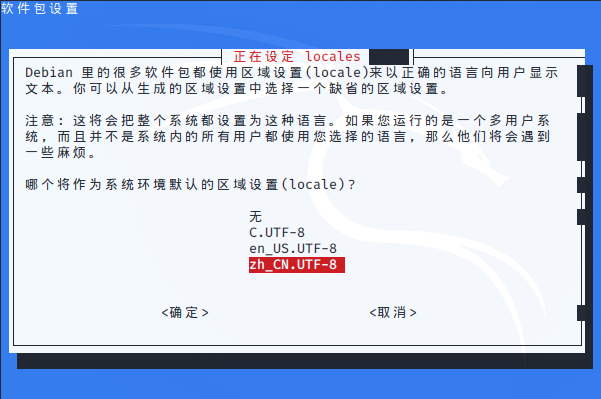 软件包设置
正在设定 locales
Debian 里的很多软件包都使用区域设置(locale)来以正确的语言向用户显示
文本。你可以从生成的区域设置中选择一个缺省的区域设置。
注意：这将会把整个系统都设置为这种语言。如果您运行的是一个多用户系
统，而且并不是系统内的所有用户都使用您选择的语言，那么他们将会遇到
一些麻烦。
哪个将作为系统环境默认的区域设置(locale)？
无
C.UTF-8
en_US.UTF-8
zh_CN.UTF-8
<确定> <取消>